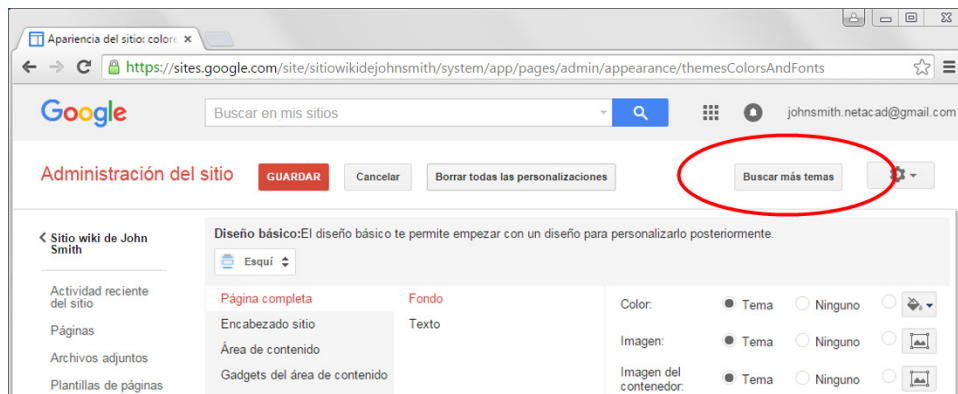 Apariencia del sitio: colore
https://sites.google.com/site/sitiowikidejohnsmith/system/app/pages/admin/appearance/themesColorsAndFonts
Google
Buscar en mis sitios
johnsmith.netacad@gmail.com
Administración del sitio
GUARDAR
Cancelar
Borrar todas las personalizaciones
Buscar más temas
Sitio wiki de John
Smith
Actividad reciente
del sitio
Páginas
Archivos adjuntos
Plantillas de páginas
Diseño básico:El diseño básico te permite empezar con un diseño para personalizarlo posteriormente.
Esquí
Página completa
Encabezado sitio
Área de contenido
Gadgets del área de contenido
Fondo
Texto
Color: Tema Ninguno
Imagen: Tema Ninguno
Imagen del
contenedor: Tema Ninguno